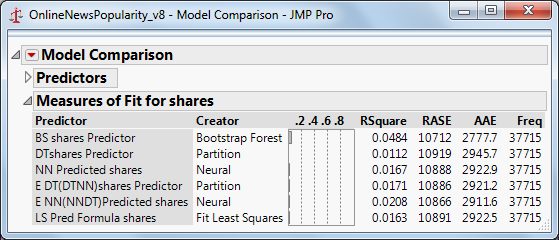 OnlineNewsPopularity_v8 - Model Comparison - JMP Pro
Model Comparison
Predictors
Measures of Fit for shares
Predictor Creator .2 .4 .6 .8 RSquare RASE AAE Freq
BS shares Predictor Bootstrap Forest 0.0484 10712 2777.7 37715
DTshares Predictor Partition 0.0112 10919 2945.7 37715
NN Predicted shares Neural 0.0167 10888 2922.9 37715
E DT(DTNN)shares Predictor Partition 0.0171 10886 2921.2 37715
E NN(NNDT)Predicted shares Neural 0.0208 10866 2911.6 37715
LS Pred Formula shares Fit Least Squares 0.0163 10891 2922.5 37715